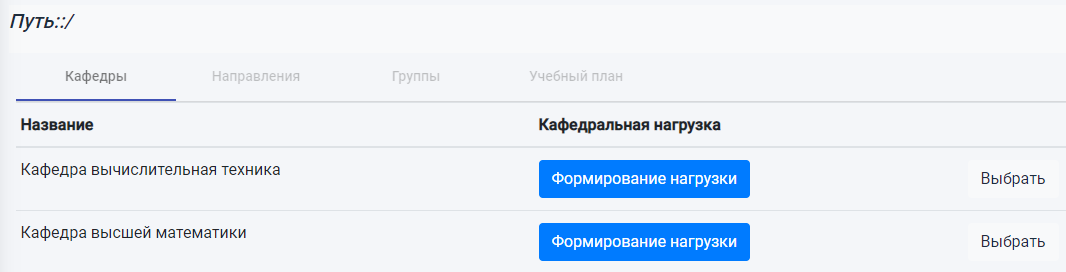 Путь::/
Кафедры Направления Группы Учебный план
Название Кафедральная нагрузка
Кафедра вычислительная техника Формирование нагрузки Выбрать
Кафедра высшей математики Формирование нагрузки Выбрать